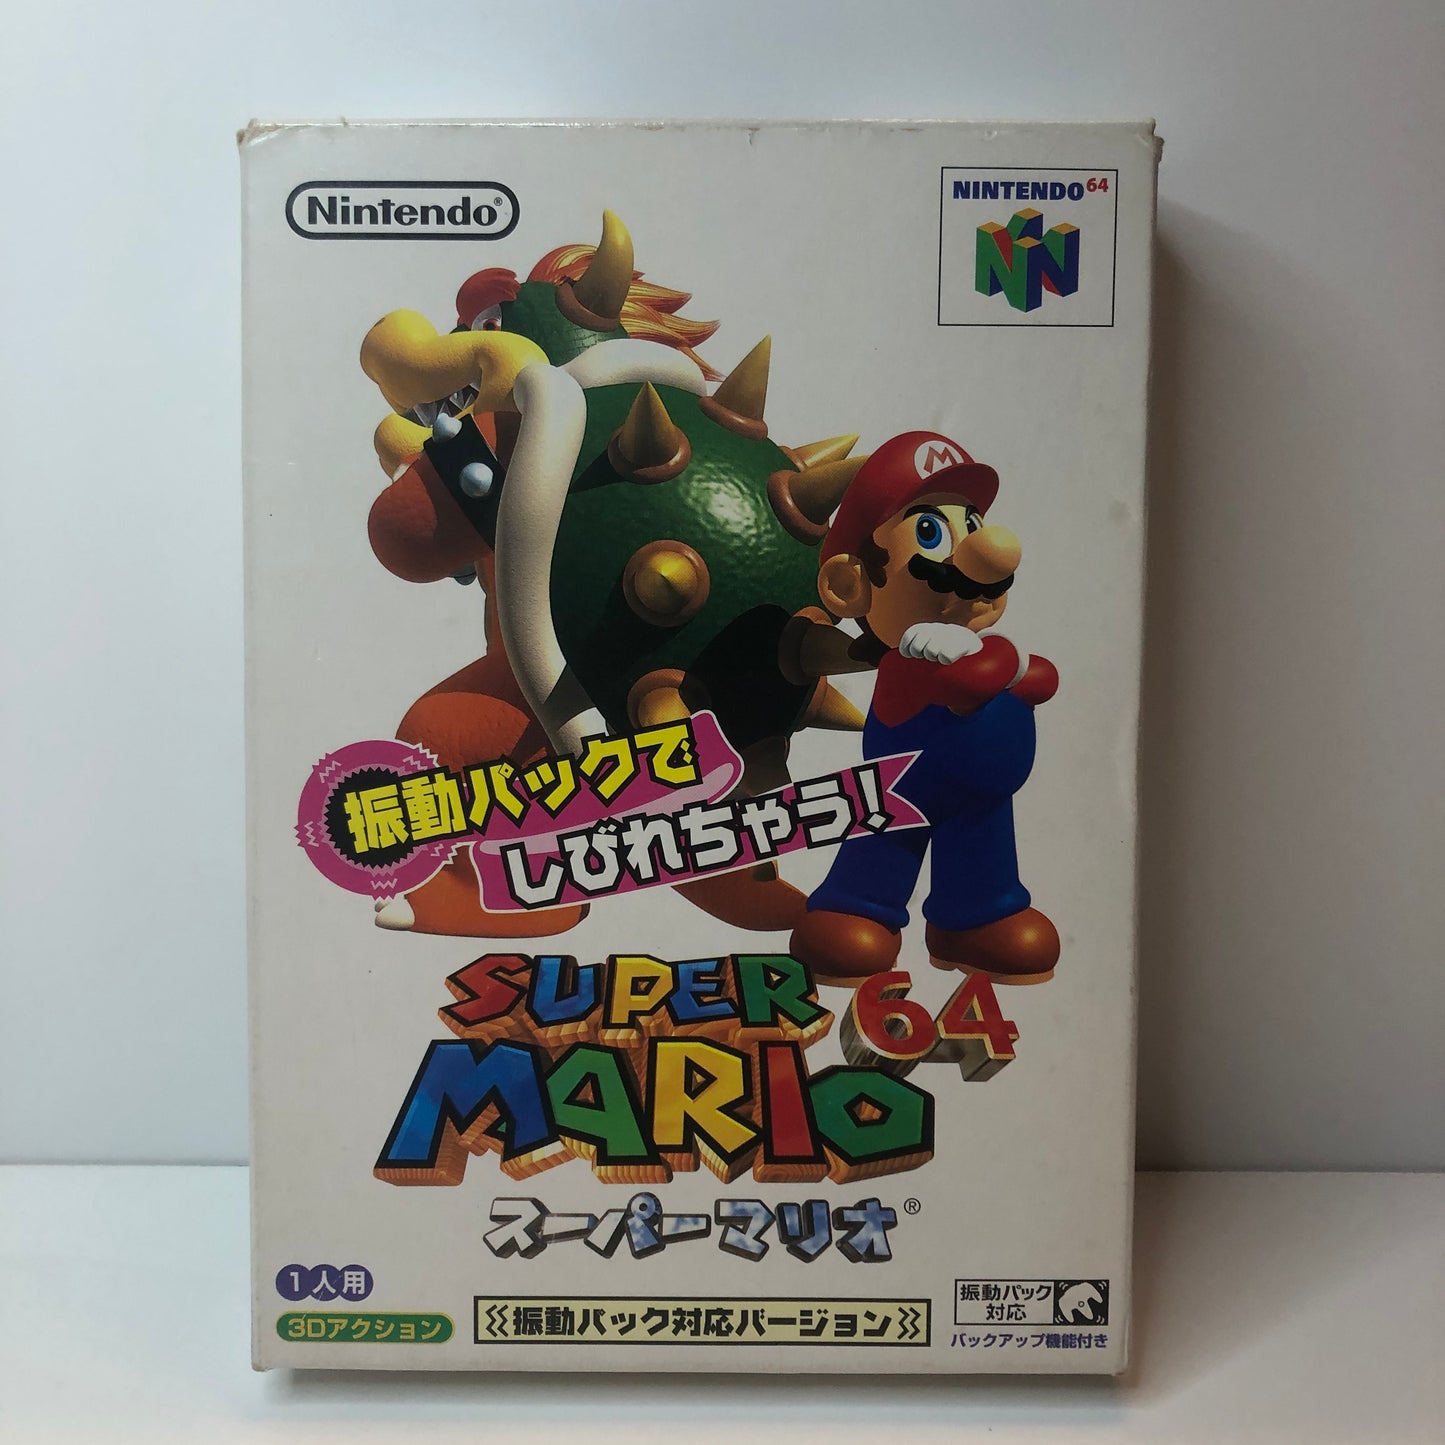 Nintendo®
NINTENDO64
M
振動パックで
しびれちゃう!
SUPER
MARIO 64
スーパーマリオ®
1人用
3Dアクション
振動パック対応バージョン
振動パック
対応
バックアップ機能付き